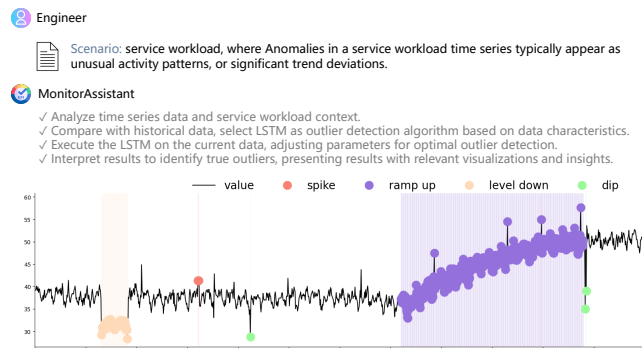 Engineer
Scenario: service workload, where Anomalies in a service workload time series typically appear as
unusual activity patterns, or significant trend deviations.
MonitorAssistant
✓ Analyze time series data and service workload context.
✓ Compare with historical data, select LSTM as outlier detection algorithm based on data characteristics.
✓ Execute the LSTM on the current data, adjusting parameters for optimal outlier detection.
✓ Interpret results to identify true outliers, presenting results with relevant visualizations and insights.
value spike ramp up level down dip
60
55
50
45
40
35
30